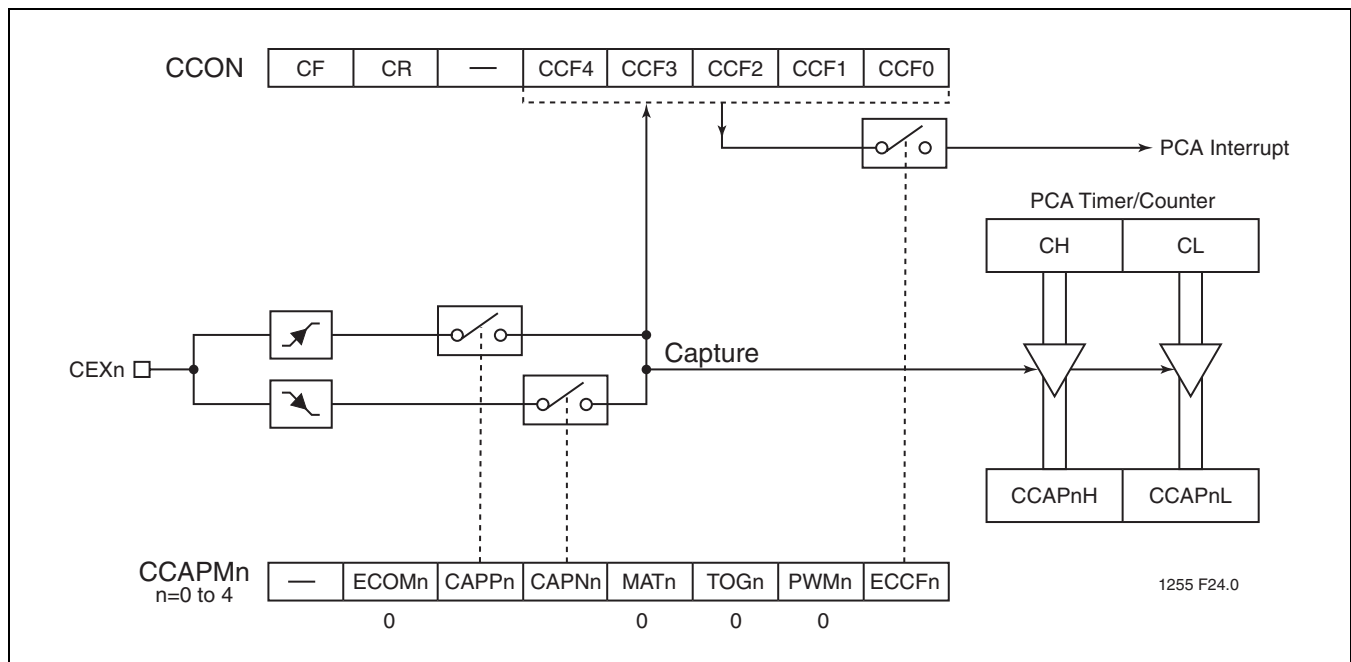 CCON CF CR — CCF4 CCF3 CCF2 CCF1 CCF0
PCA Interrupt
PCA Timer/Counter
CH CL
Capture
CEXn
CCAPnH CCAPnL
CCAPMn — ECOMn CAPPn CAPNn MATn TOGn PWMn ECCFn
n=0 to 4
1255 F24.0
0 0 0 0